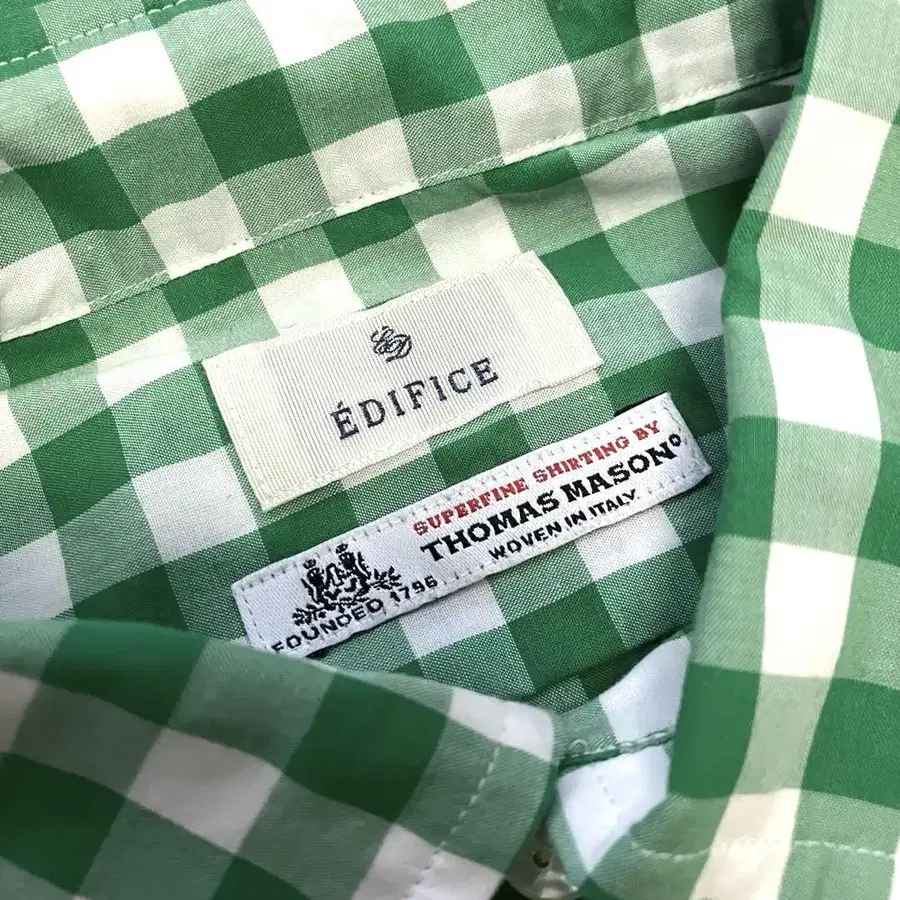 ÉDIFICE
SUPERFINE SHIRTING BY
THOMAS MASON
WOVEN IN ITALY
FOUNDED 1796